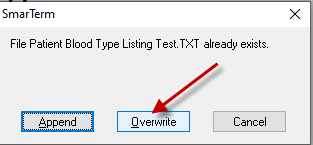 SmarTerm
File Patient Blood Type Listing Test.TXT already exists.
Append Overwrite Cancel